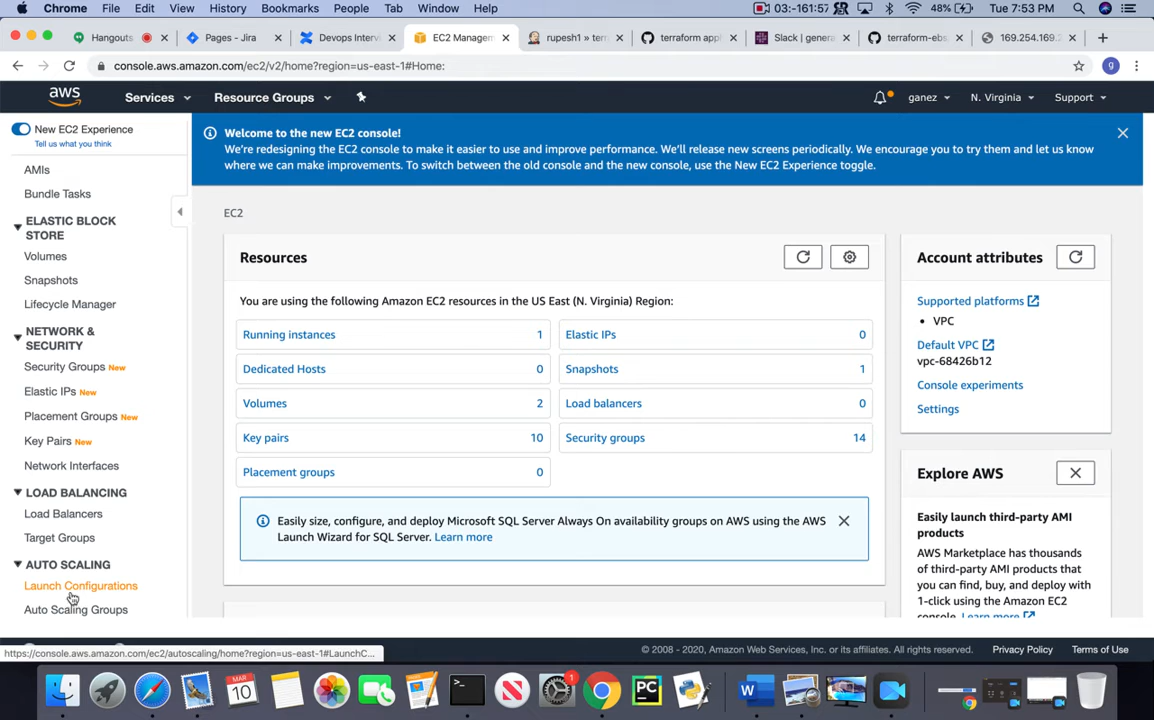 Chrome File Edit View History Bookmarks People Tab Window Help 03:-161:57 48% Tue 7:53 PM
Hangouts Pages - Jira Devops Intervi EC2 Managem rupesh1 » terr terraform appl Slack | genera terraform-ebs 169.254.169.
console.aws.amazon.com/ec2/v2/home?region=us-east-1#Home: g
aws Services Resource Groups ganez N. Virginia Support
New EC2 Experience
Tell us what you think
AMIs
Bundle Tasks
ELASTIC BLOCK
STORE
Volumes
Snapshots
Lifecycle Manager
NETWORK &
SECURITY
Security Groups New
Elastic IPs New
Placement Groups New
Key Pairs New
Network Interfaces
LOAD BALANCING
Load Balancers
Target Groups
AUTO SCALING
Launch Configurations
Auto Scaling Groups
Welcome to the new EC2 console!
We're redesigning the EC2 console to make it easier to use and improve performance. We'll release new screens periodically. We encourage you to try them and let us know
where we can make improvements. To switch between the old console and the new console, use the New EC2 Experience toggle.
EC2
Resources
You are using the following Amazon EC2 resources in the US East (N. Virginia) Region:
Running instances 1 Elastic IPs 0
Dedicated Hosts 0 Snapshots 1
Volumes 2 Load balancers 0
Key pairs 10 Security groups 14
Placement groups 0
Easily size, configure, and deploy Microsoft SQL Server Always On availability groups on AWS using the AWS
Launch Wizard for SQL Server. Learn more
Account attributes
Supported platforms
• VPC
Default VPC
vpc-68426b12
Console experiments
Settings
Explore AWS
Easily launch third-party AMI
products
AWS Marketplace has thousands
of third-party AMI products that
you can find, buy, and deploy with
1-click using the Amazon EC2
console. Learn more
https://console.aws.amazon.com/ec2/autoscaling/home?region=us-east-1#LaunchC...
© 2008 - 2020, Amazon Web Services, Inc. or its affiliates. All rights reserved. Privacy Policy Terms of Use
MAR
10
1
PC
W